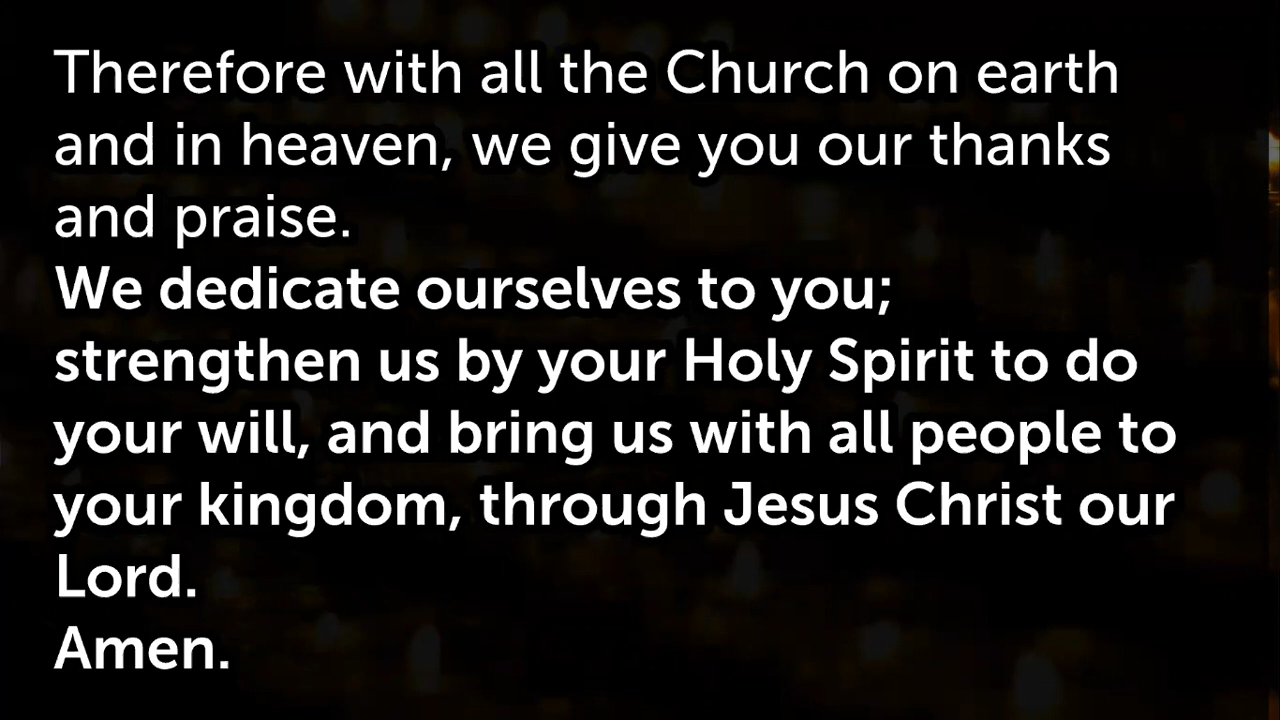 Therefore with all the Church on earth
and in heaven, we give you our thanks
and praise.
We dedicate ourselves to you;
strengthen us by your Holy Spirit to do
your will, and bring us with all people to
your kingdom, through Jesus Christ our
Lord.
Amen.